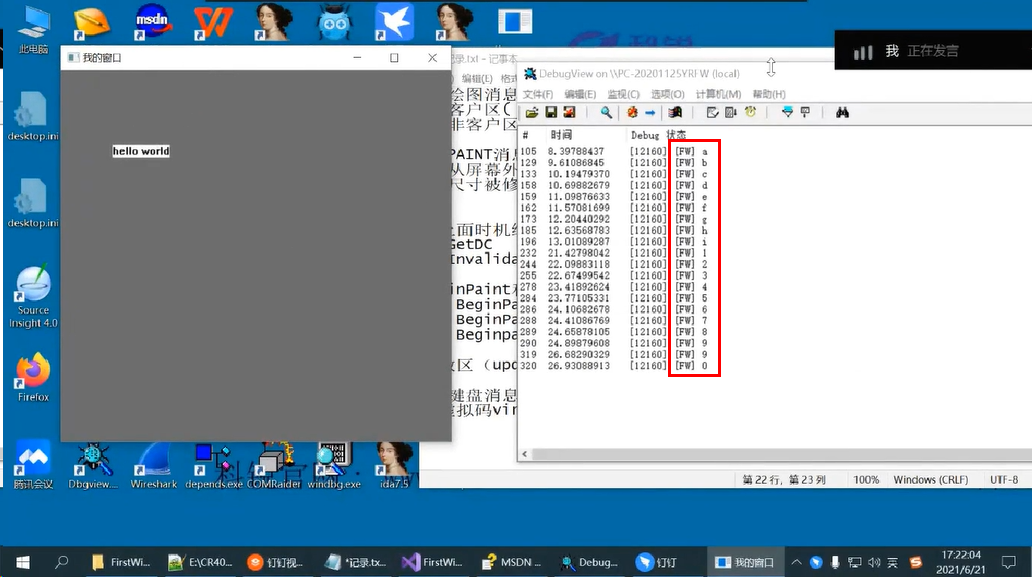 此电脑
msdn
desktop.ini
desktop.ini
Source
Insight 4.0
Firefox
腾讯会议
我的窗口
hello world
记录.txt - 记事本
编辑(E)
绘图消息
客户区(
非客户区
PAINT消息
从屏幕外
尺寸被修
面时机
GetDC
Invalida
inPaint
BeginPa
BeginPa
Beginpa
区（upd
键盘消息
拟码vir
我 正在发言
DebugView on \\PC-20201125YRFW (local)
文件(F) 编辑(E) 监视(C) 选项(O) 计算机(M) 帮助(H)
# 时间 Debug 状态
105 8.39788437 [12160] [FW] a
129 9.61086845 [12160] [FW] b
133 10.19479370 [12160] [FW] c
158 10.69882679 [12160] [FW] d
159 11.09876633 [12160] [FW] e
162 11.57081699 [12160] [FW] f
173 12.20440292 [12160] [FW] g
185 12.63568783 [12160] [FW] h
196 13.01089287 [12160] [FW] i
232 21.42798042 [12160] [FW] 1
244 22.09883118 [12160] [FW] 2
255 22.67499542 [12160] [FW] 3
278 23.41892624 [12160] [FW] 4
284 23.77105331 [12160] [FW] 5
286 24.10682678 [12160] [FW] 6
288 24.41086769 [12160] [FW] 7
289 24.65878105 [12160] [FW] 8
290 24.89879608 [12160] [FW] 9
319 26.68290329 [12160] [FW] 9
320 26.93088913 [12160] [FW] 0
第 22 行，第 23 列 100% Windows (CRLF) UTF-8
Dbgview.... Wireshark depends.exe COMRaider windbg.exe ida7.5
FirstWi... E:\CR40... 钉钉视... *记录.tx... FirstWi... MSDN ... Debug... 钉钉 我的窗口 英
17:22:04
2021/6/21